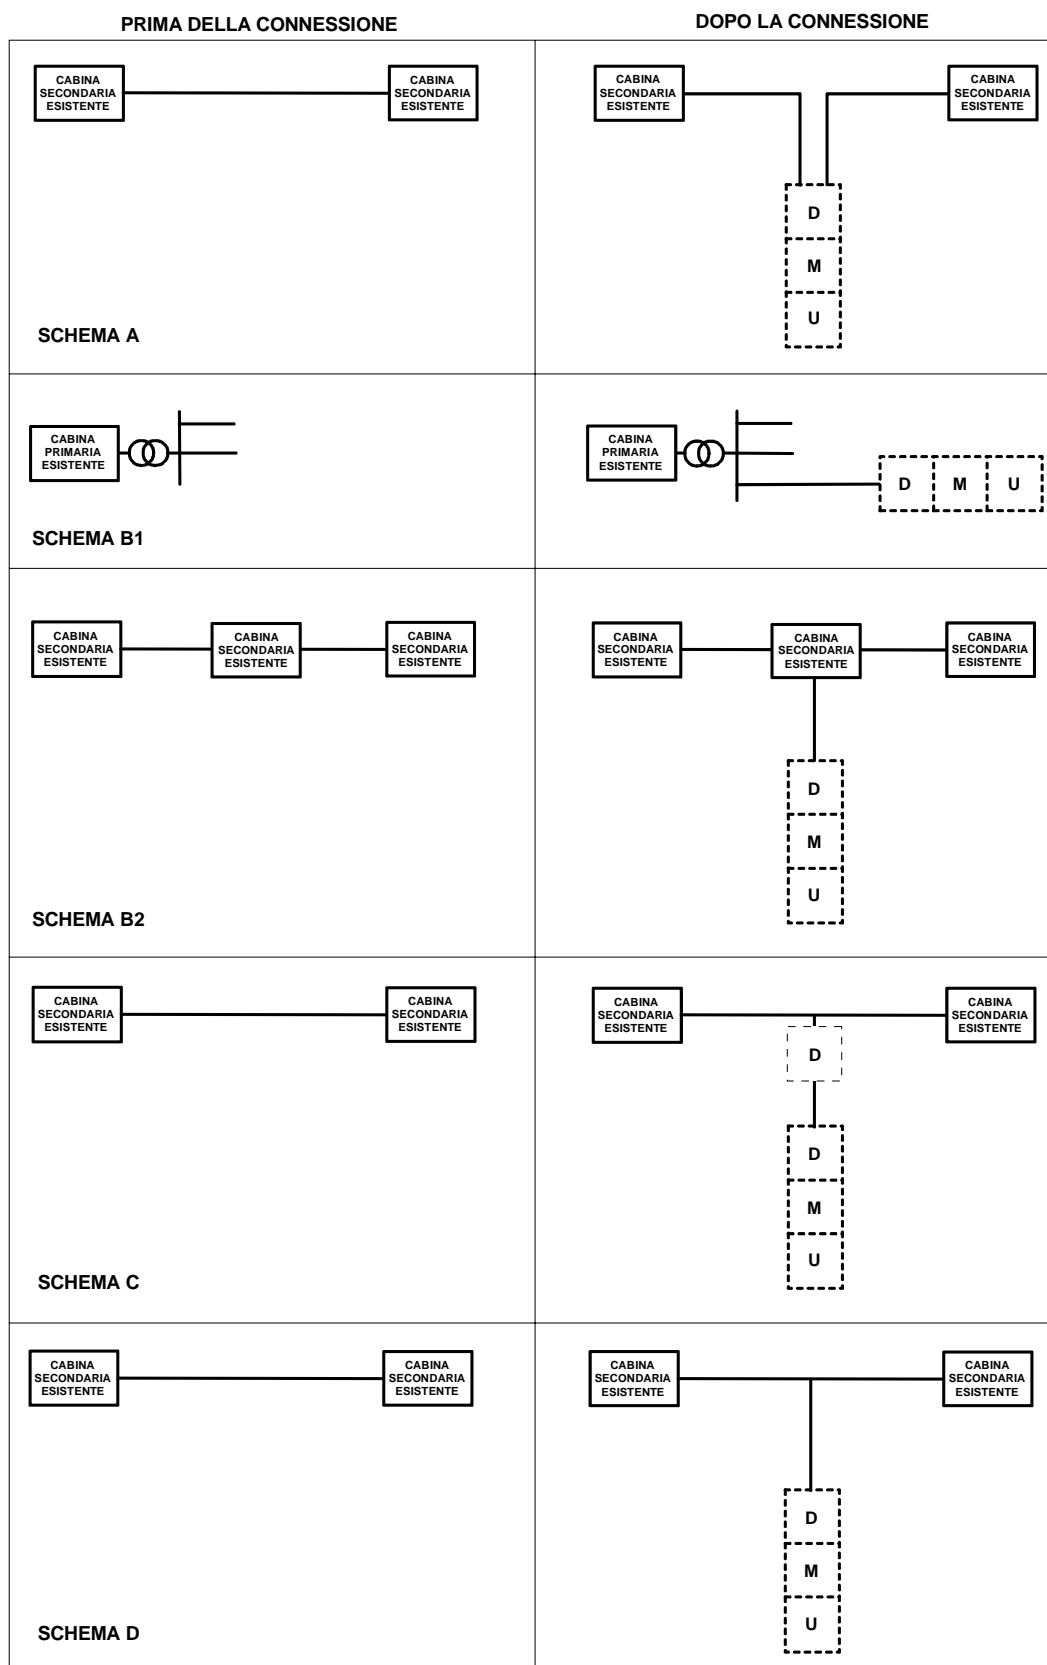 PRIMA DELLA CONNESSIONE
DOPO LA CONNESSIONE
CABINA
SECONDARIA
ESISTENTE
CABINA
SECONDARIA
ESISTENTE
CABINA
SECONDARIA
ESISTENTE
CABINA
SECONDARIA
ESISTENTE
D
M
U
SCHEMA A
CABINA
PRIMARIA
ESISTENTE
CABINA
PRIMARIA
ESISTENTE
D M U
SCHEMA B1
CABINA
SECONDARIA
ESISTENTE
CABINA
SECONDARIA
ESISTENTE
CABINA
SECONDARIA
ESISTENTE
CABINA
SECONDARIA
ESISTENTE
CABINA
SECONDARIA
ESISTENTE
CABINA
SECONDARIA
ESISTENTE
D
M
U
SCHEMA B2
CABINA
SECONDARIA
ESISTENTE
CABINA
SECONDARIA
ESISTENTE
CABINA
SECONDARIA
ESISTENTE
CABINA
SECONDARIA
ESISTENTE
D
D
M
U
SCHEMA C
CABINA
SECONDARIA
ESISTENTE
CABINA
SECONDARIA
ESISTENTE
CABINA
SECONDARIA
ESISTENTE
CABINA
SECONDARIA
ESISTENTE
D
M
U
SCHEMA D